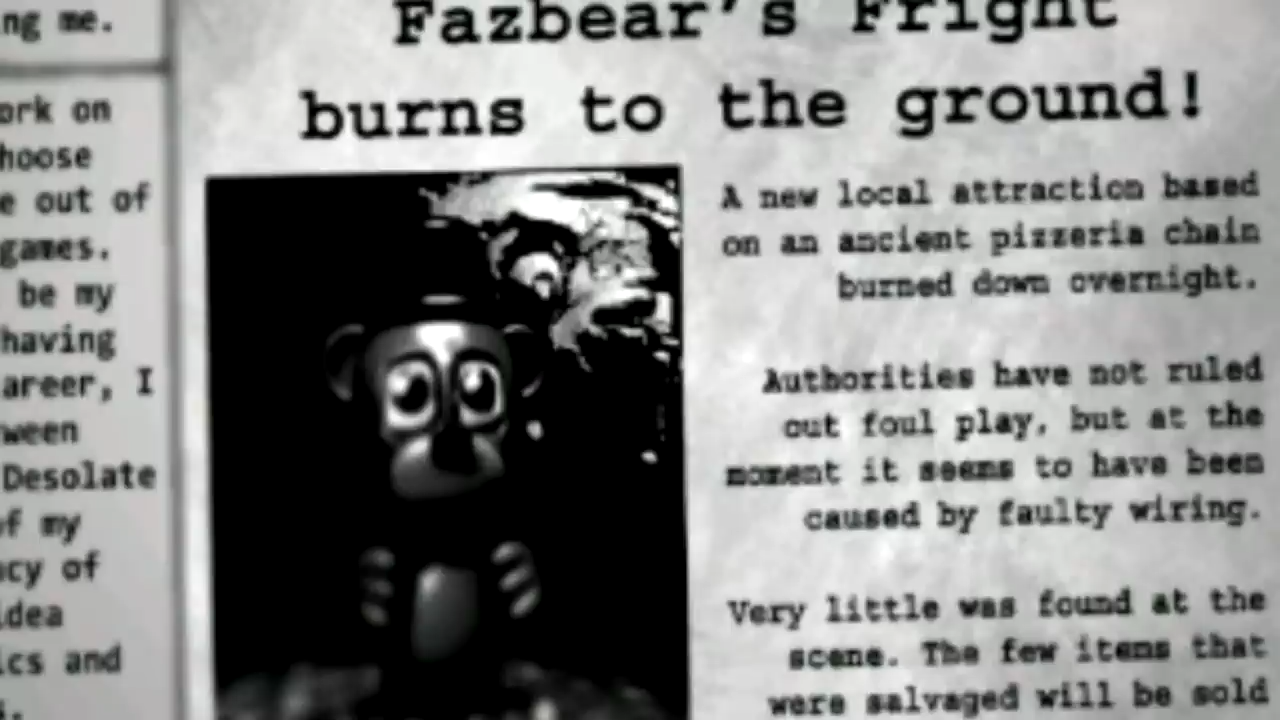 ng me.
ork on
hoose
e out of
games.
be my
having
areer, I
ween
Desolate
of my
cy of
idea
ics and
s.
Fazbear's Fright
burns to the ground!
A new local attraction based
on an ancient pizzeria chain
burned down overnight.
Authorities have not ruled
out foul play, but at the
moment it seems to have been
caused by faulty wiring.
Very little was found at the
scene. The few items that
were salvaged will be sold